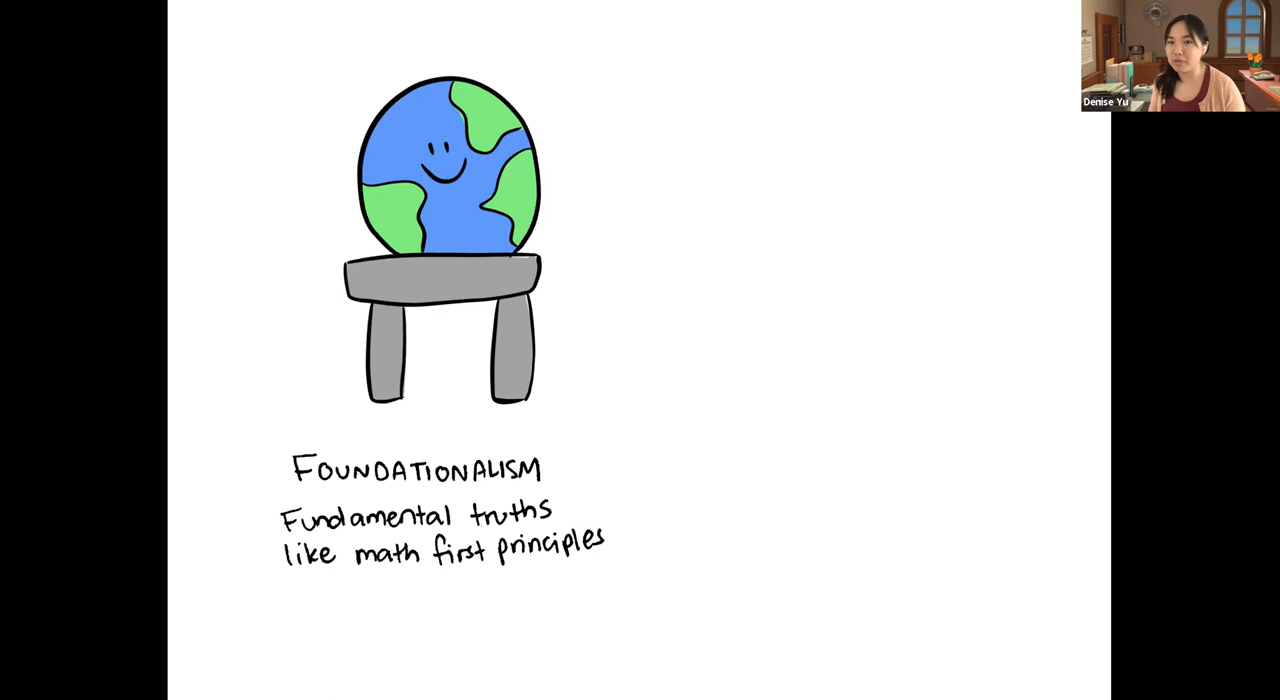 Denise Yu
FOUNDATIONALISM
Fundamental truths
like math first principles